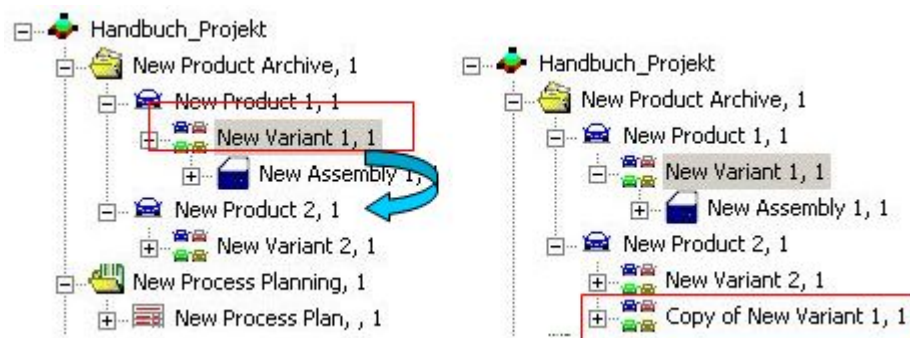 Handbuch_Projekt
New Product Archive, 1
New Product 1, 1
New Variant 1, 1
New Assembly 1,
New Product 2, 1
New Variant 2, 1
New Process Planning, 1
New Process Plan, , 1
Handbuch_Projekt
New Product Archive, 1
New Product 1, 1
New Variant 1, 1
New Assembly 1, 1
New Product 2, 1
New Variant 2, 1
Copy of New Variant 1, 1